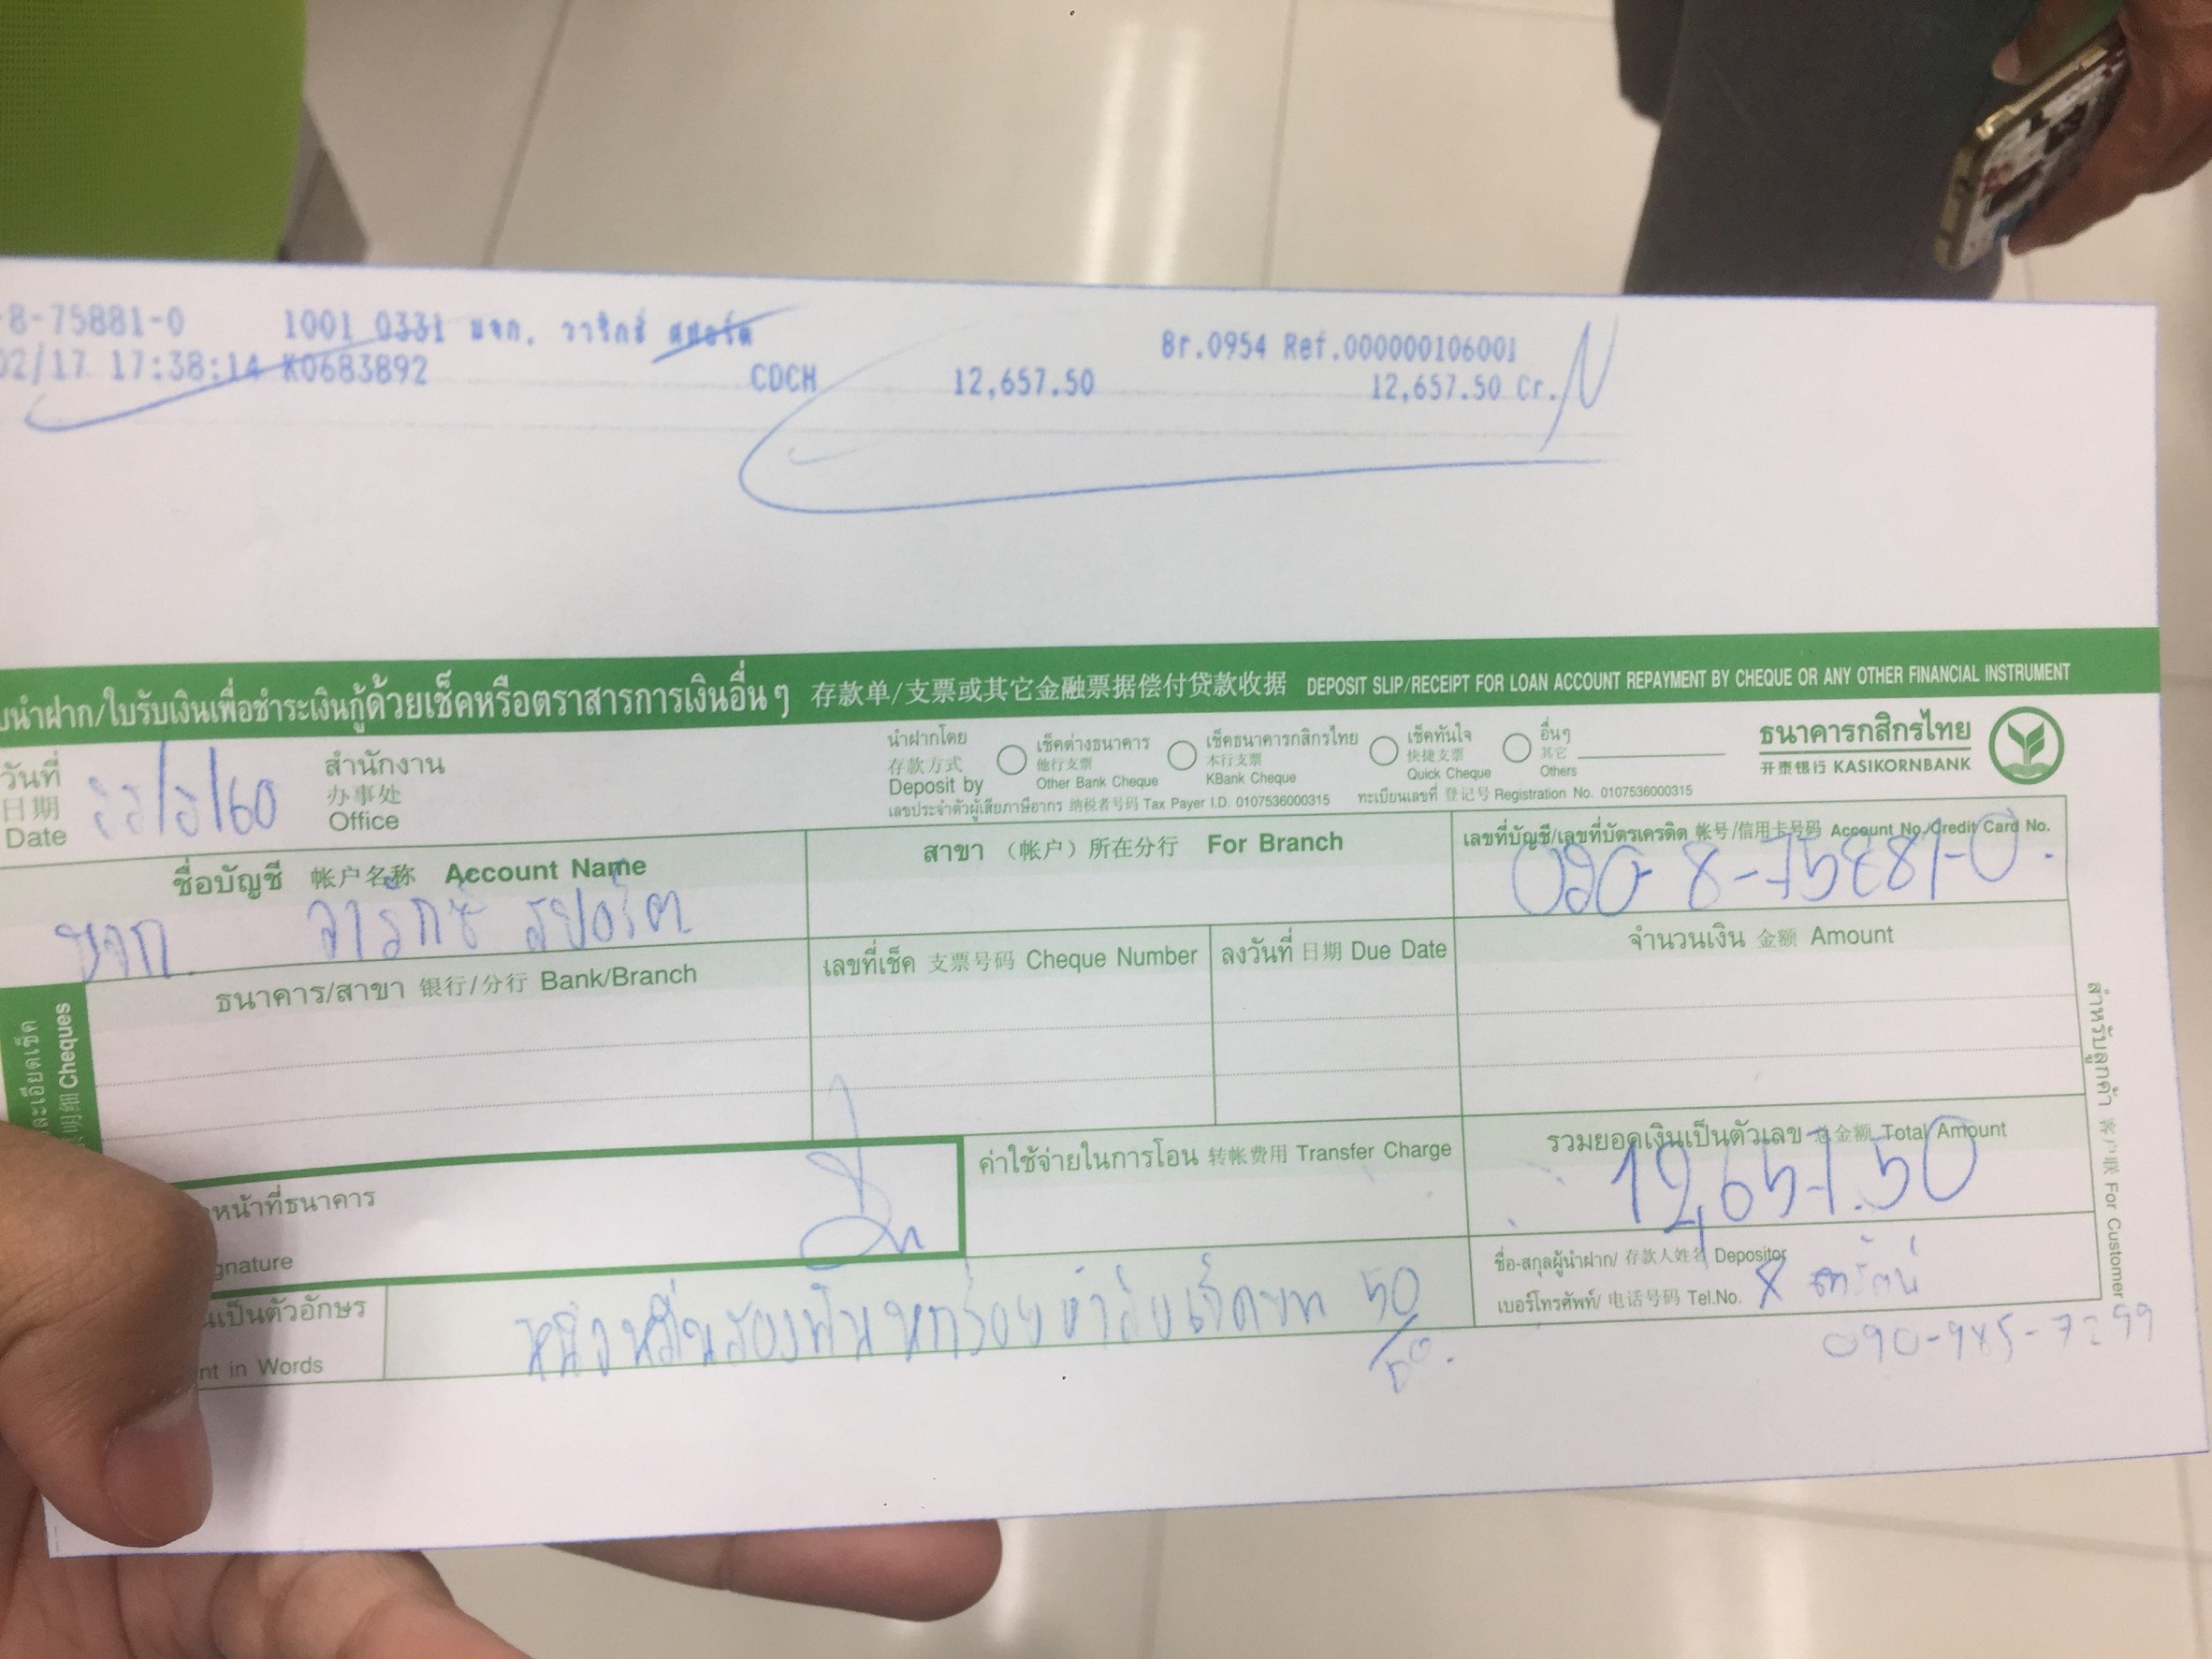 -8-75881-0 1001 0331 หจก. วาริกซ์ สปอร์ต Br.0954 Ref.000000106001
02/17 17:38:14 K0683892 CDCH 12,657.50 12,657.50 Cr.
บนำฝาก/ใบรับเงินเพื่อชำระเงินกู้ด้วยเช็คหรือตราสารการเงินอื่น ๆ 存款单/支票或其它金融票据偿付贷款收据 DEPOSIT SLIP/RECEIPT FOR LOAN ACCOUNT REPAYMENT BY CHEQUE OR ANY OTHER FINANCIAL INSTRUMENT
วันที่ 日期 Date /60
สำนักงาน 办事处 Office
นำฝากโดย 存款方式 Deposit by
เช็คต่างธนาคาร 他行支票 Other Bank Cheque
เช็คธนาคารกสิกรไทย 本行支票 KBank Cheque
เช็คทันใจ 快捷支票 Quick Cheque
อื่นๆ 其它 Others
ธนาคารกสิกรไทย
开泰银行 KASIKORNBANK
เลขประจำตัวผู้เสียภาษีอากร 纳税者号码 Tax Payer I.D. 0107536000315 ทะเบียนเลขที่ 登记号 Registration No. 0107536000315
ชื่อบัญชี 帐户名称 Account Name
หจก. วาริกซ์ สปอร์ต
สาขา (帐户) 所在分行 For Branch
เลขที่บัญชี/เลขที่บัตรเครดิต 帐号/信用卡号码 Account No./Credit Card No.
020-8-75881-0.
ธนาคาร/สาขา 银行/分行 Bank/Branch
เลขที่เช็ค 支票号码 Cheque Number
ลงวันที่ 日期 Due Date
จำนวนเงิน 金额 Amount
ละเอียดเช็ค
明细 Cheques
ค่าใช้จ่ายในการโอน 转帐费用 Transfer Charge
รวมยอดเงินเป็นตัวเลข 总金额 Total Amount
12,657.50
หน้าที่ธนาคาร
gnature
นเป็นตัวอักษร
nt in Words
หนึ่งหมื่นสองพันหกร้อยห้าสิบเจ็ดบาท 50
ชื่อ-สกุลผู้นำฝาก/ 存款人姓名 Depositor
เบอร์โทรศัพท์/ 电话号码 Tel.No.
สำหรับลูกค้า 客户联 For Customer